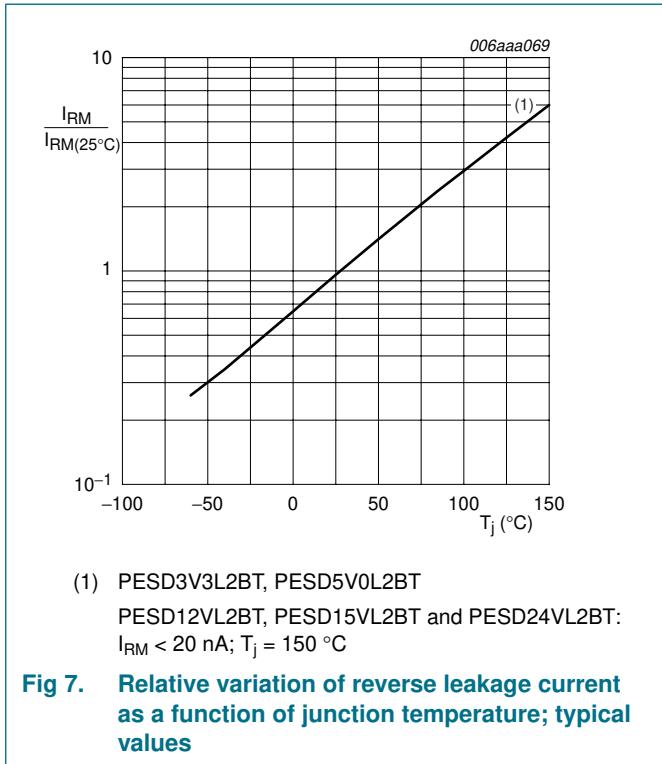 006aaa069
10
I_RM
I_RM(25°C)
(1)
1
10⁻¹
−100
−50
0
50
100
150
T_j (°C)
(1) PESD3V3L2BT, PESD5V0L2BT
PESD12VL2BT, PESD15VL2BT and PESD24VL2BT:
I_RM < 20 nA; T_j = 150 °C
Fig 7. Relative variation of reverse leakage current
as a function of junction temperature; typical
values